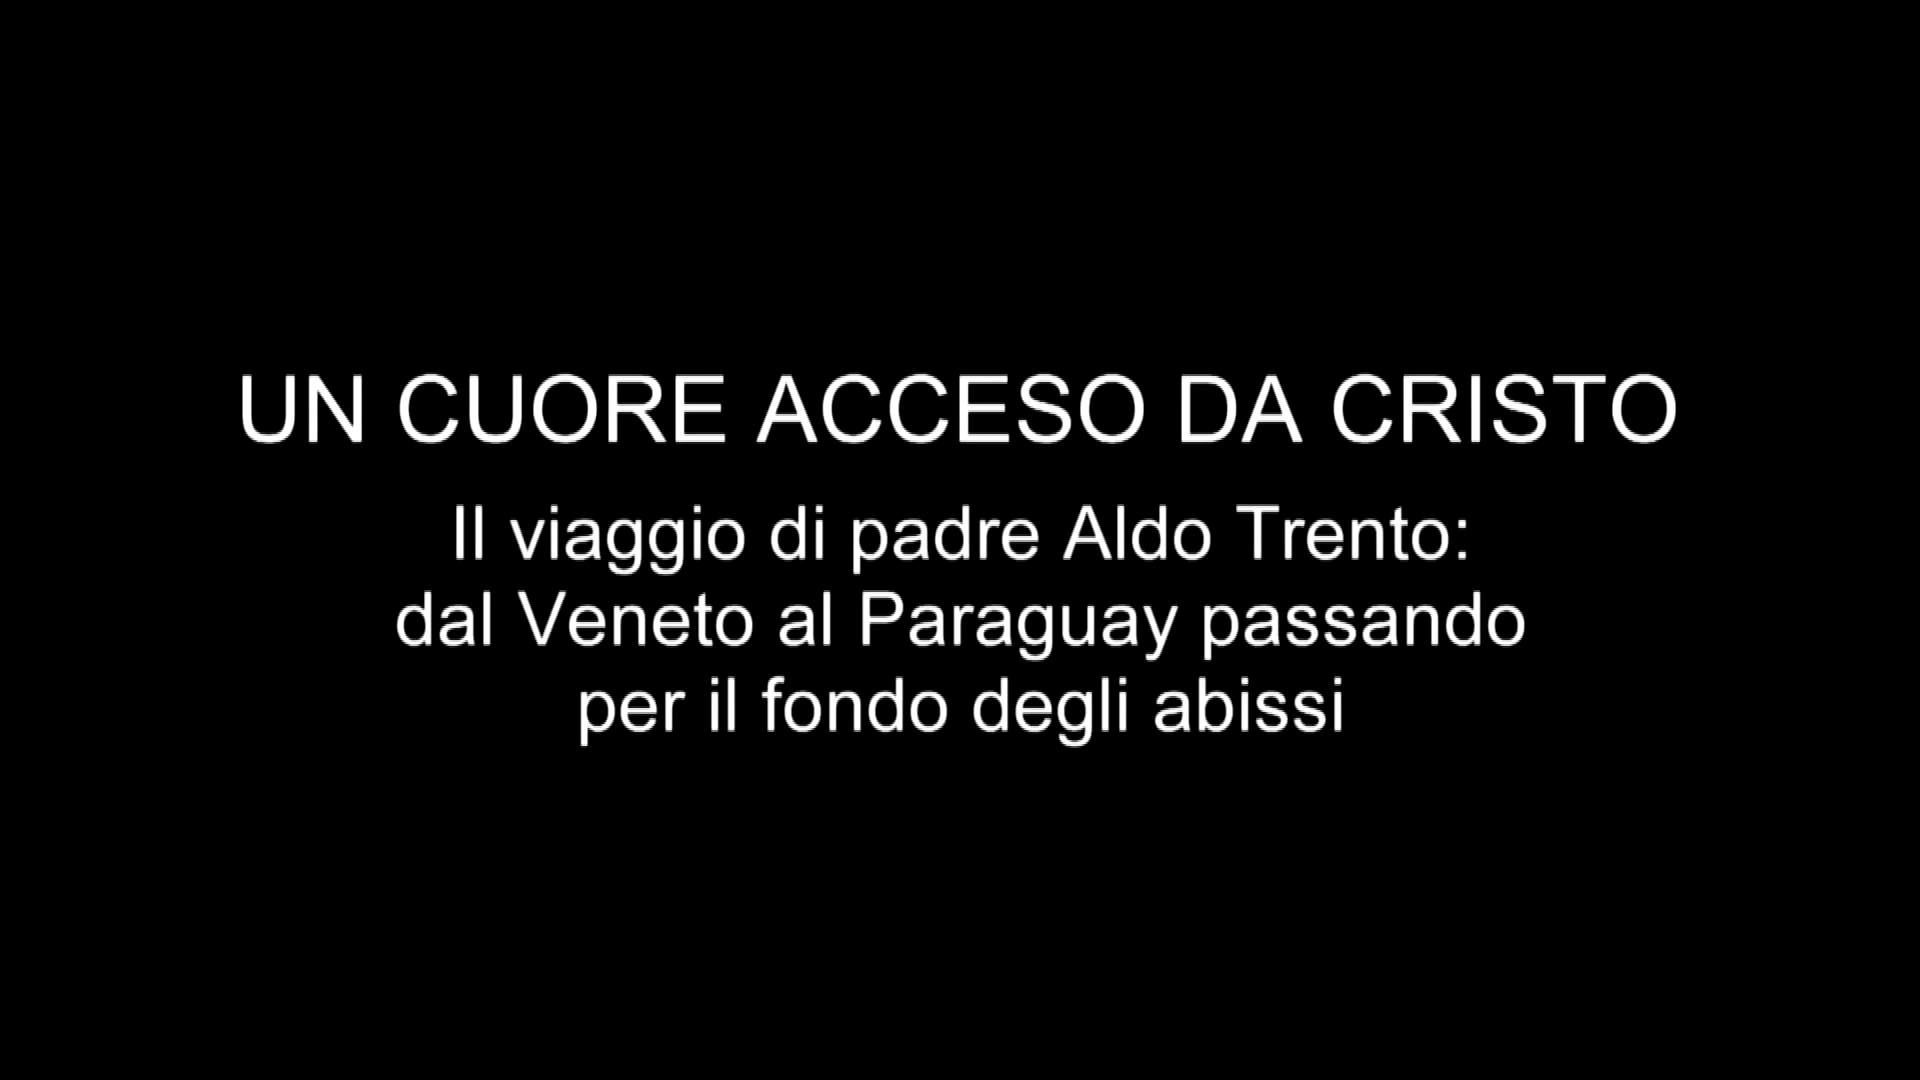 UN CUORE ACCESO DA CRISTO
Il viaggio di padre Aldo Trento:
dal Veneto al Paraguay passando
per il fondo degli abissi